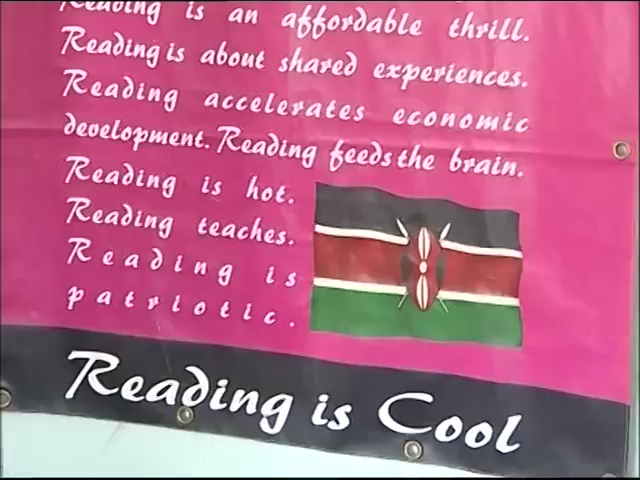 Reading is an affordable thrill.
Reading is about shared experiences.
Reading accelerates economic
development. Reading feeds the brain.
Reading is hot.
Reading teaches.
Reading is
patriotic.
Reading is Cool